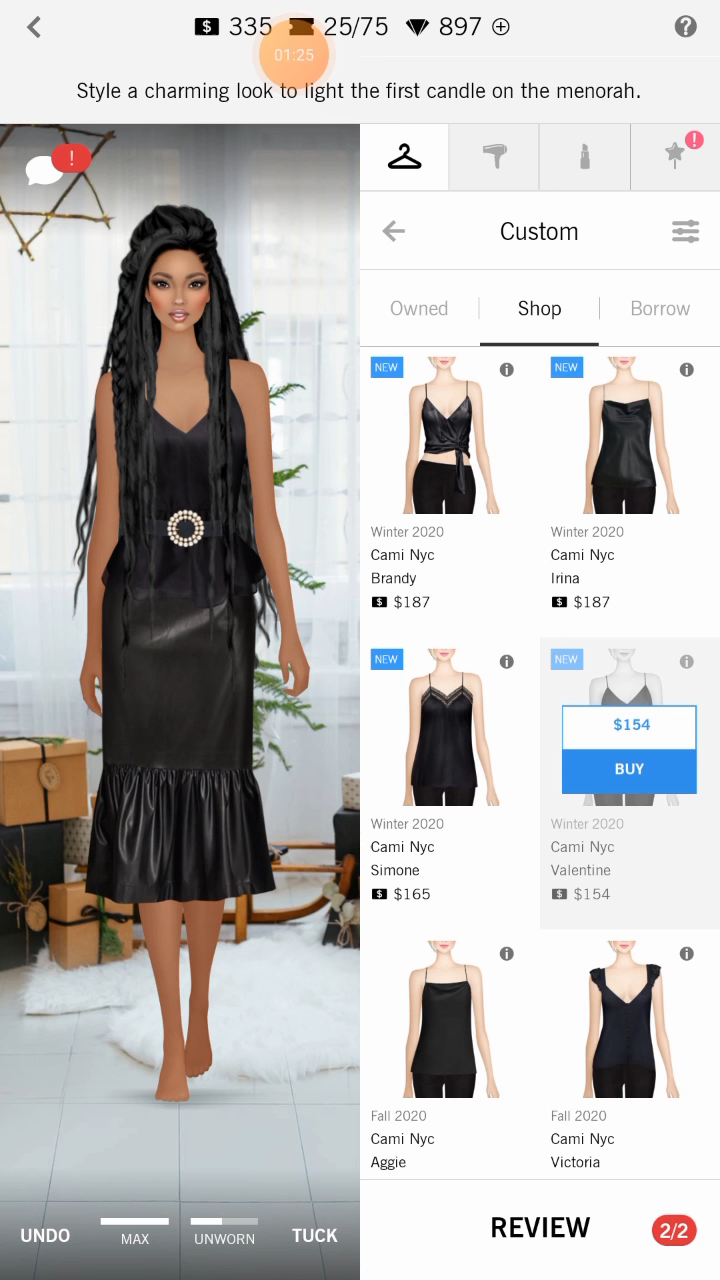 335 25/75 897
01:25
Style a charming look to light the first candle on the menorah.
!
!
Custom
Owned Shop Borrow
NEW NEW
Winter 2020 Winter 2020
Cami Nyc Cami Nyc
Brandy Irina
$ $187 $ $187
NEW NEW
$154
BUY
Winter 2020 Winter 2020
Cami Nyc Cami Nyc
Simone Valentine
$ $165 $ $154
Fall 2020 Fall 2020
Cami Nyc Cami Nyc
Aggie Victoria
UNDO MAX UNWORN TUCK
REVIEW 2/2